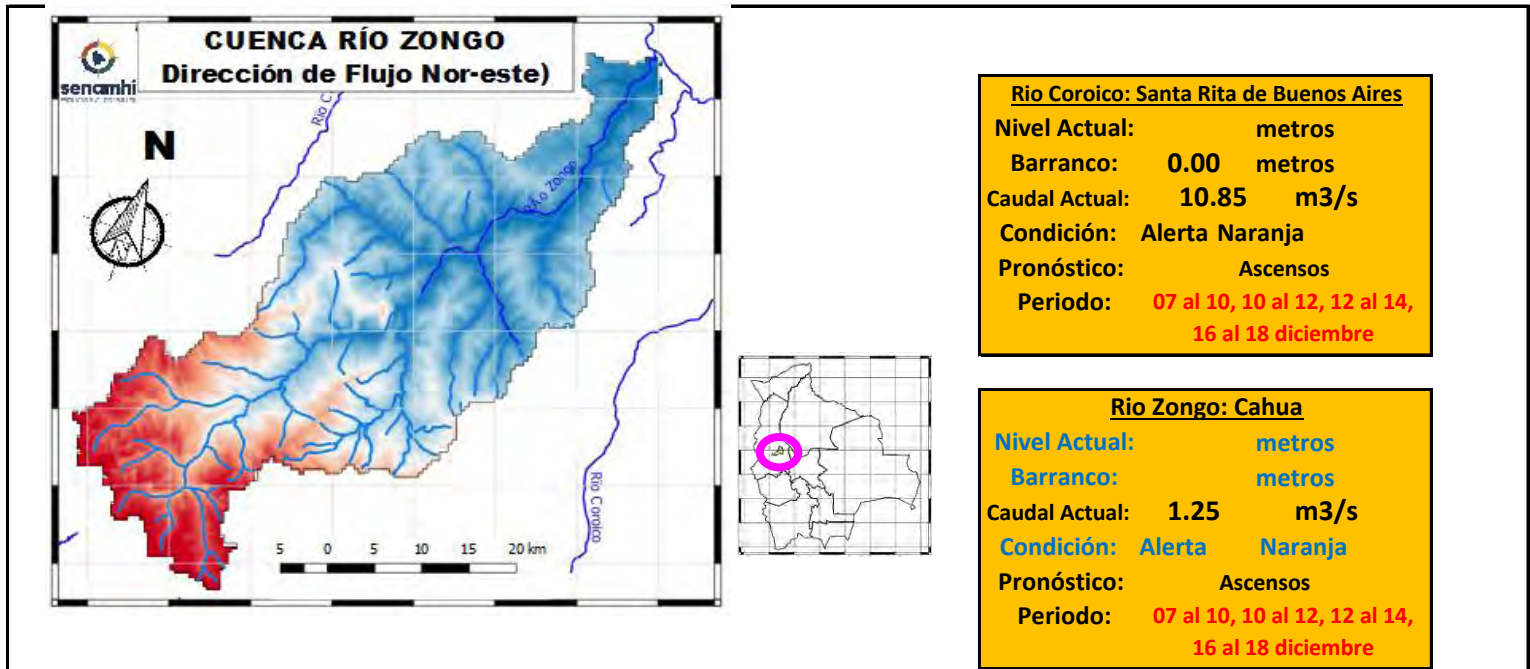 CUENCA RÍO ZONGO
Dirección de Flujo Nor-este)
senamhi
N
Río Zongo
Río Coroico
5 0 5 10 15 20 km
Rio Coroico: Santa Rita de Buenos Aires
Nivel Actual: metros
Barranco: 0.00 metros
Caudal Actual: 10.85 m3/s
Condición: Alerta Naranja
Pronóstico: Ascensos
Periodo: 07 al 10, 10 al 12, 12 al 14,
16 al 18 diciembre
Rio Zongo: Cahua
Nivel Actual: metros
Barranco: metros
Caudal Actual: 1.25 m3/s
Condición: Alerta Naranja
Pronóstico: Ascensos
Periodo: 07 al 10, 10 al 12, 12 al 14,
16 al 18 diciembre